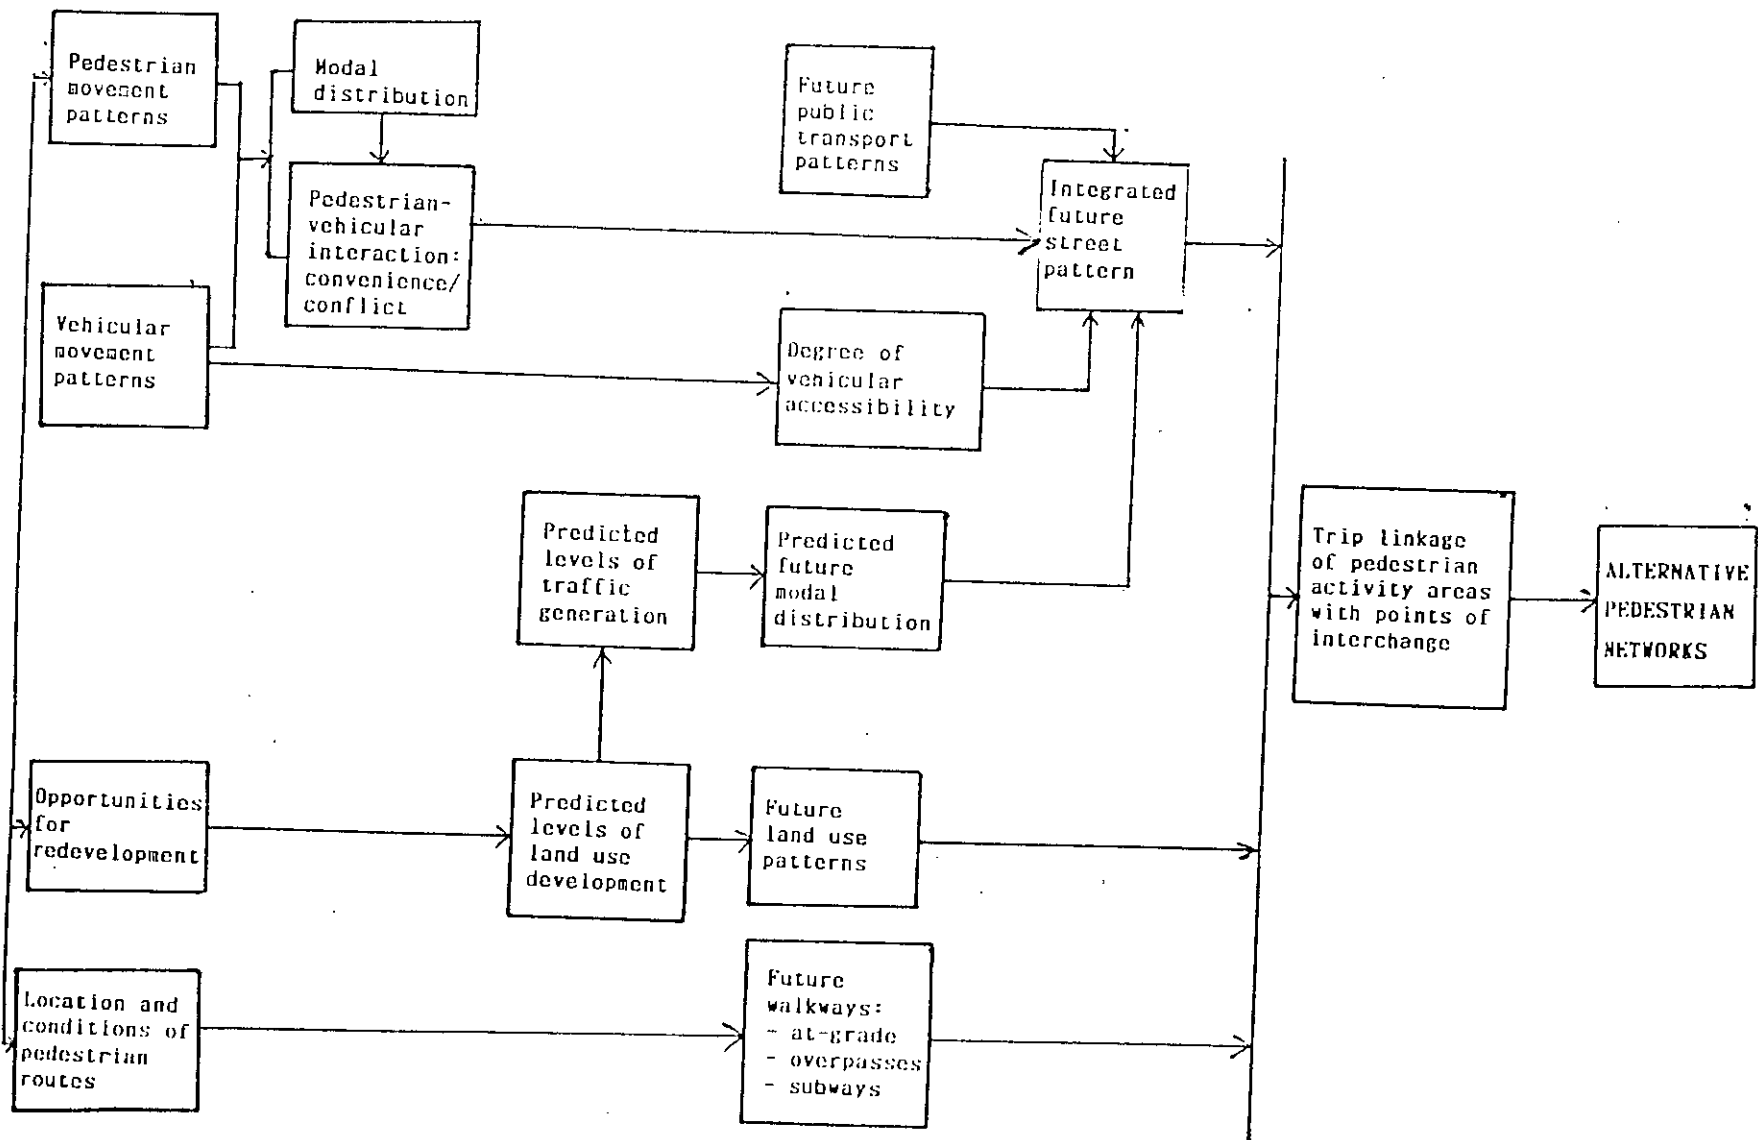 Pedestrian
movement
patterns
Modal
distribution
Future
public
transport
patterns
Pedestrian-
vehicular
interaction:
convenience/
conflict
Integrated
future
street
pattern
Vehicular
movement
patterns
Degree of
vehicular
accessibility
Predicted
levels of
traffic
generation
Predicted
future
modal
distribution
Trip linkage
of pedestrian
activity areas
with points of
interchange
ALTERNATIVE
PEDESTRIAN
NETWORKS
Opportunities
for
redevelopment
Predicted
levels of
land use
development
Future
land use
patterns
Location and
conditions of
pedestrian
routes
Future
walkways:
- at-grade
- overpasses
- subways